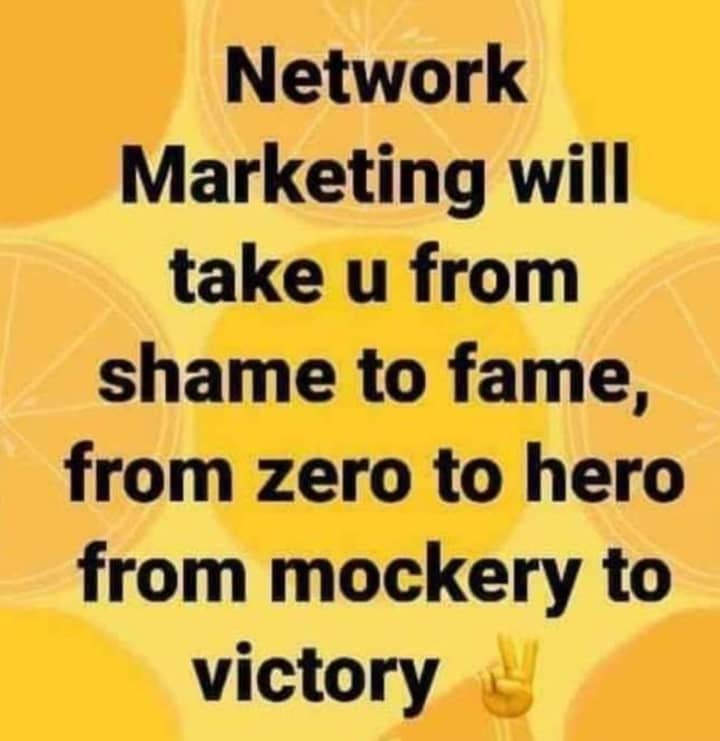 Network
Marketing will
take u from
shame to fame,
from zero to hero
from mockery to
victory ✌